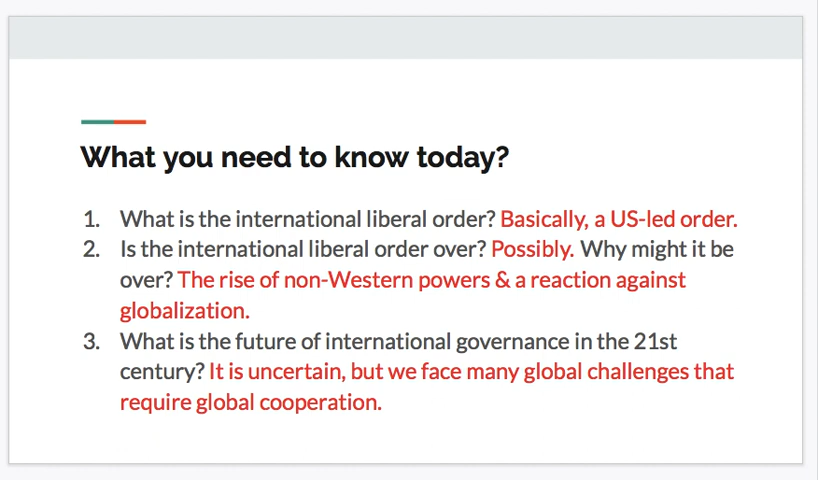 What you need to know today?
1. What is the international liberal order? Basically, a US-led order.
2. Is the international liberal order over? Possibly. Why might it be
over? The rise of non-Western powers & a reaction against
globalization.
3. What is the future of international governance in the 21st
century? It is uncertain, but we face many global challenges that
require global cooperation.